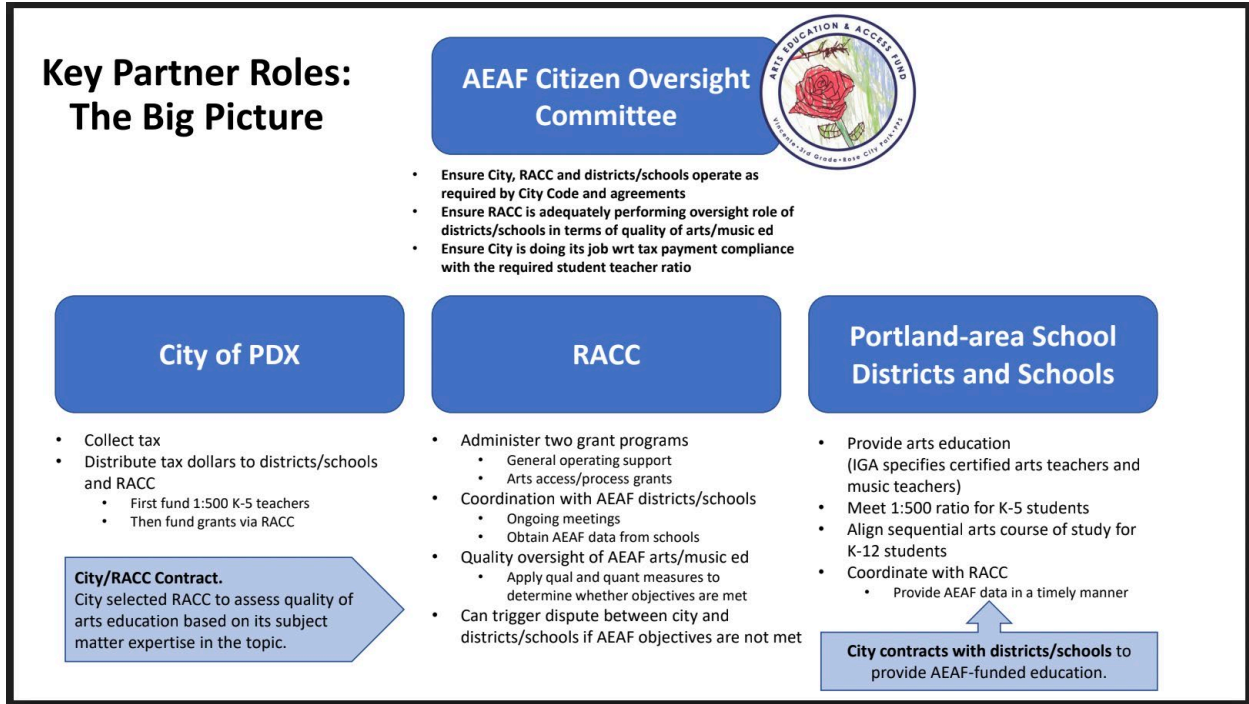 Key Partner Roles:
The Big Picture
AEAF Citizen Oversight
Committee
ARTS EDUCATION & ACCESS FUND
Vincente•3rd Grade•Rose City Park•PPS
• Ensure City, RACC and districts/schools operate as
required by City Code and agreements
• Ensure RACC is adequately performing oversight role of
districts/schools in terms of quality of arts/music ed
• Ensure City is doing its job wrt tax payment compliance
with the required student teacher ratio
City of PDX
• Collect tax
• Distribute tax dollars to districts/schools
and RACC
• First fund 1:500 K-5 teachers
• Then fund grants via RACC
City/RACC Contract.
City selected RACC to assess quality of
arts education based on its subject
matter expertise in the topic.
RACC
• Administer two grant programs
• General operating support
• Arts access/process grants
• Coordination with AEAF districts/schools
• Ongoing meetings
• Obtain AEAF data from schools
• Quality oversight of AEAF arts/music ed
• Apply qual and quant measures to
determine whether objectives are met
• Can trigger dispute between city and
districts/schools if AEAF objectives are not met
Portland-area School
Districts and Schools
• Provide arts education
(IGA specifies certified arts teachers and
music teachers)
• Meet 1:500 ratio for K-5 students
• Align sequential arts course of study for
K-12 students
• Coordinate with RACC
• Provide AEAF data in a timely manner
City contracts with districts/schools to
provide AEAF-funded education.